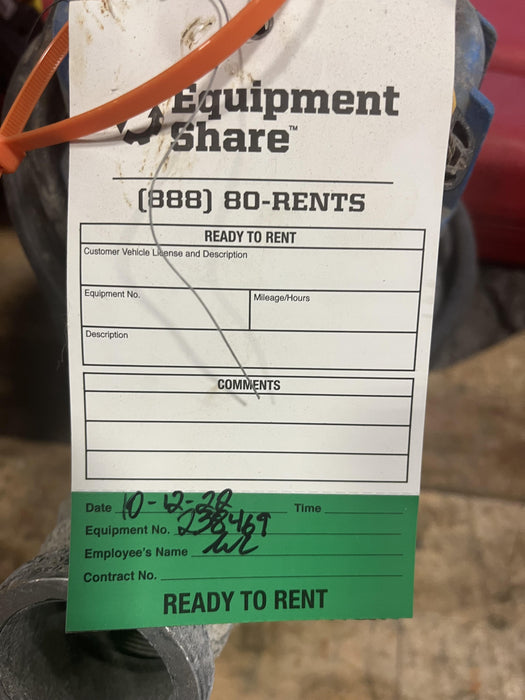 Equipment
Share™
(888) 80-RENTS
READY TO RENT
Customer Vehicle License and Description
Equipment No.
Mileage/Hours
Description
COMMENTS
Date 10-12-28 Time
Equipment No. 238469
Employee's Name
Contract No.
READY TO RENT